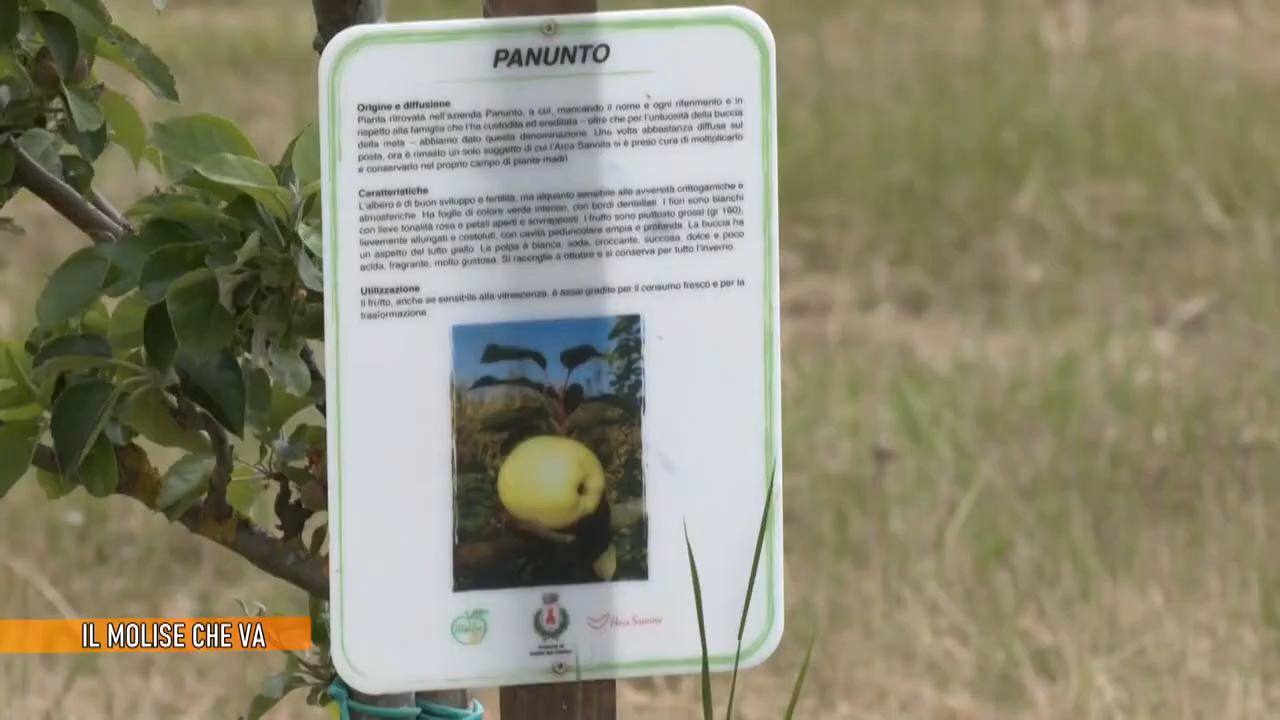 PANUNTO
Origine e diffusione
Pianta ritrovata nell'azienda Panunto, a cui, mancando il nome e ogni riferimento e in
rispetto alla famiglia che l'ha custodita ed ereditata – oltre che per l'untuosità della buccia
della mela – abbiamo dato questa denominazione. Una volta abbastanza diffusa sul
posto, ora è rimasto un solo soggetto di cui l'Arca Sannita si è preso cura di moltiplicarlo
e conservarlo nel proprio campo di piante madri
Caratteristiche
L'albero è di buon sviluppo e fertilità, ma alquanto sensibile alle avversità crittogamiche e
atmosferiche. Ha foglie di colore verde intenso, con bordi dentellati. I fiori sono bianchi
con lieve tonalità rosa e petali aperti e sovrapposti. I frutto sono piuttosto grossi (gr 160),
lievemente allungati e costoluti, con cavità peduncolare ampia e profonda. La buccia ha
un aspetto del tutto giallo. La polpa è bianca, soda, croccante, succosa, dolce e poco
acida, fragrante, molto gustosa. Si raccoglie a ottobre e si conserva per tutto l'inverno.
Utilizzazione
Il frutto, anche se sensibile alla vitrescenza, è assai gradito per il consumo fresco e per la
trasformazione
Arca Sannita
IL MOLISE CHE VA